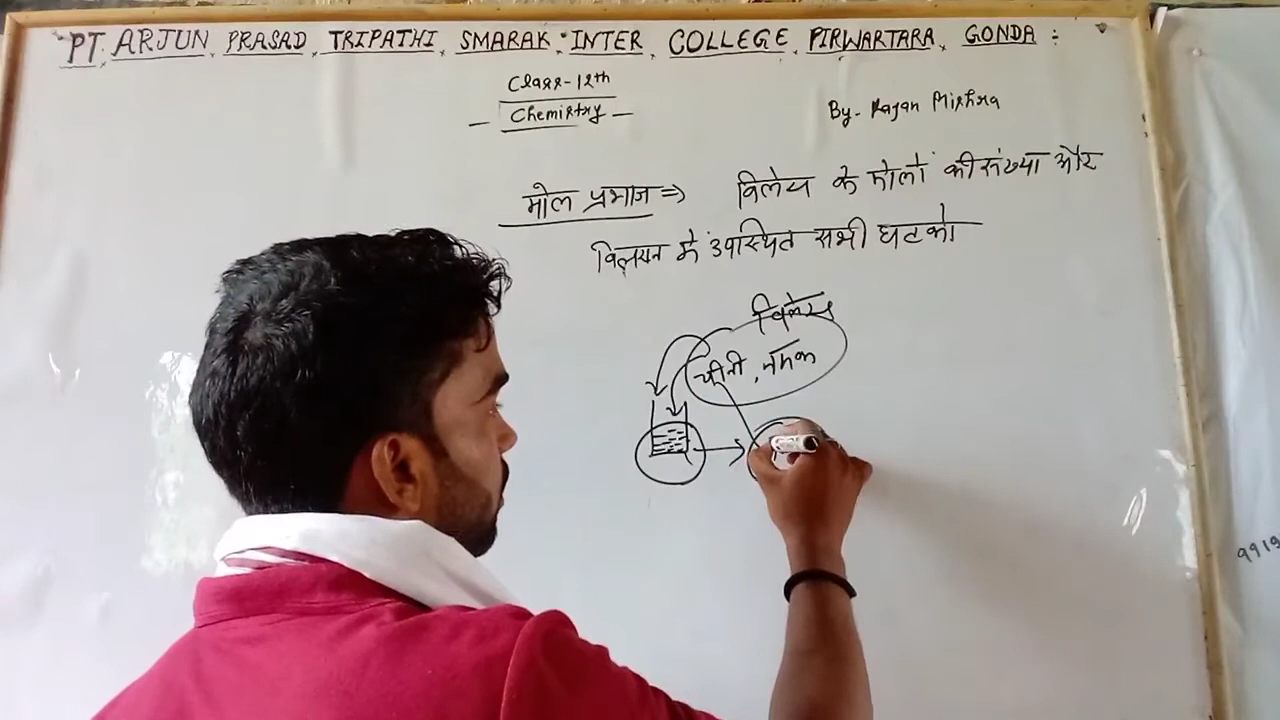 PT. ARJUN PRASAD TRIPATHI SMARAK INTER COLLEGE PIRWARTARA, GONDA :
Class-12th
- Chemistry -
By- Rajan Mishra
मोल प्रभाज ⇒ विलेय के मोलों की संख्या और
विलयन में उपस्थित सभी घटको
विलेय
चीनी, नमक
9919